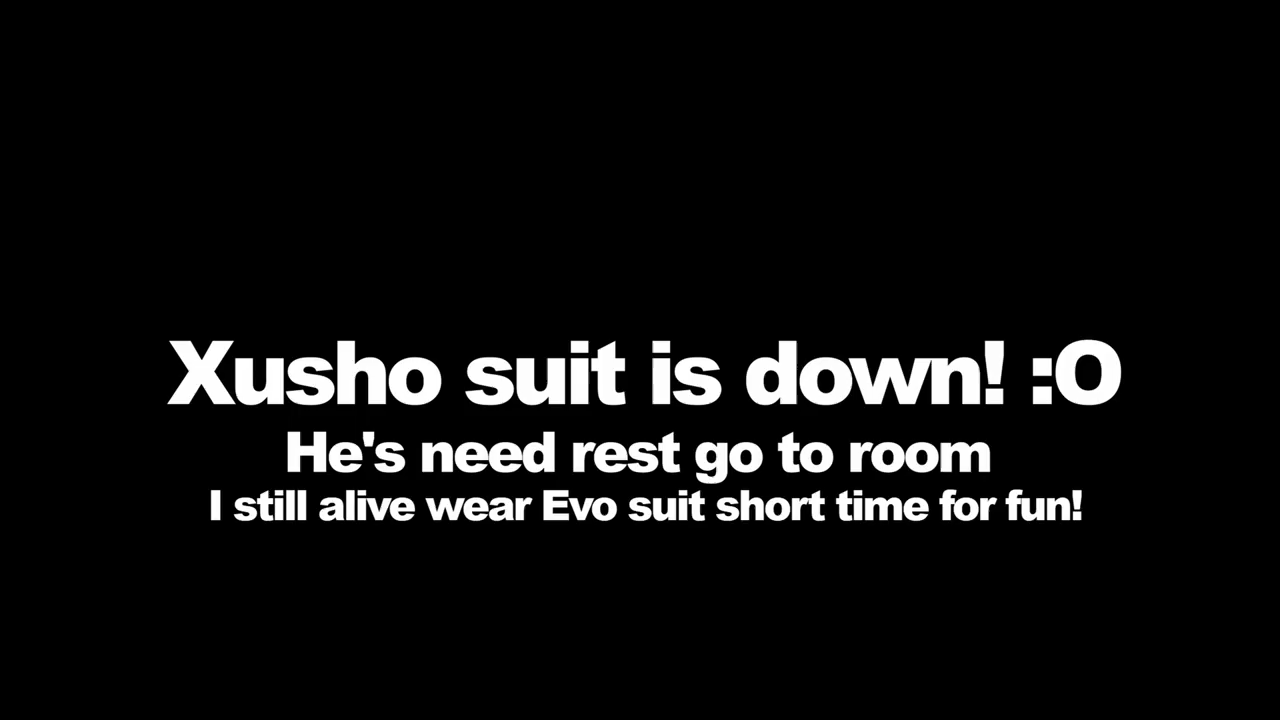 Xusho suit is down! :O
He's need rest go to room
I still alive wear Evo suit short time for fun!